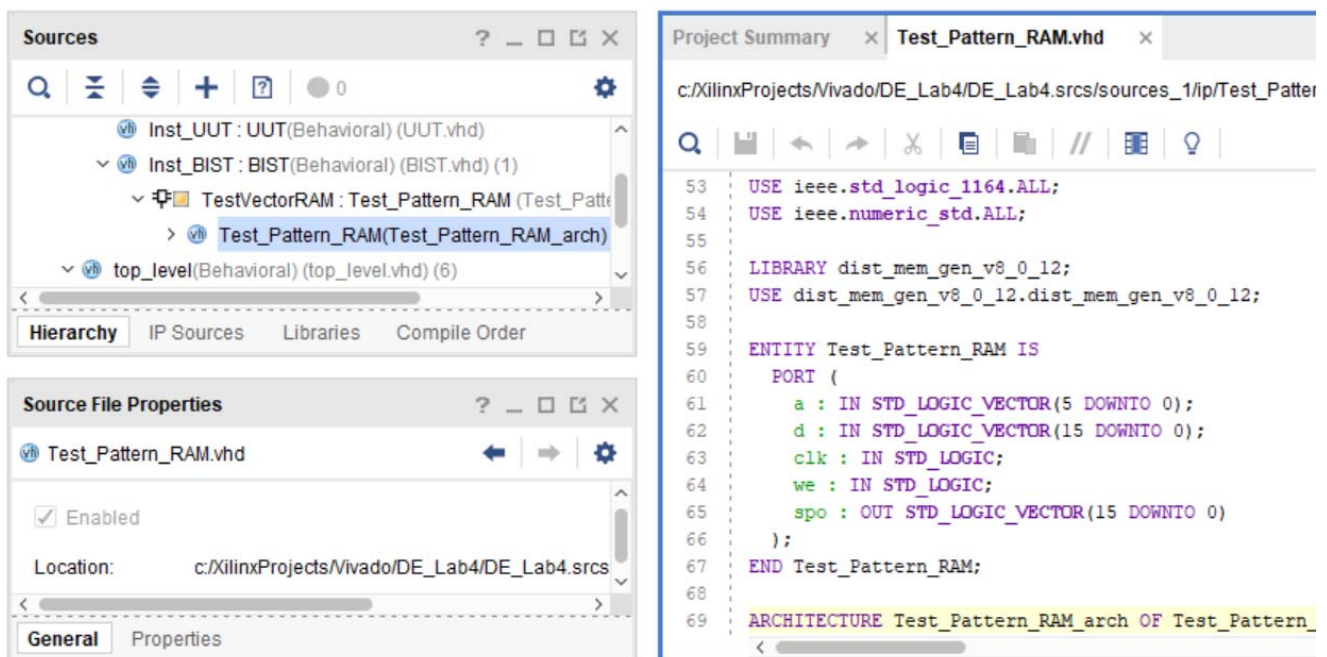 Sources
? _ □ X
0
Inst_UUT : UUT(Behavioral) (UUT.vhd)
Inst_BIST : BIST(Behavioral) (BIST.vhd) (1)
TestVectorRAM : Test_Pattern_RAM (Test_Patte
Test_Pattern_RAM(Test_Pattern_RAM_arch)
top_level(Behavioral) (top_level.vhd) (6)
Hierarchy IP Sources Libraries Compile Order
Source File Properties
Test_Pattern_RAM.vhd
Enabled
Location: c:/XilinxProjects/Vivado/DE_Lab4/DE_Lab4.srcs
General Properties
Project Summary × Test_Pattern_RAM.vhd ×
c:/XilinxProjects/Vivado/DE_Lab4/DE_Lab4.srcs/sources_1/ip/Test_Patter
53 USE ieee.std_logic_1164.ALL;
54 USE ieee.numeric_std.ALL;
55
56 LIBRARY dist_mem_gen_v8_0_12;
57 USE dist_mem_gen_v8_0_12.dist_mem_gen_v8_0_12;
58
59 ENTITY Test_Pattern_RAM IS
60 PORT (
61 a : IN STD_LOGIC_VECTOR(5 DOWNTO 0);
62 d : IN STD_LOGIC_VECTOR(15 DOWNTO 0);
63 clk : IN STD_LOGIC;
64 we : IN STD_LOGIC;
65 spo : OUT STD_LOGIC_VECTOR(15 DOWNTO 0)
66 );
67 END Test_Pattern_RAM;
68
69 ARCHITECTURE Test_Pattern_RAM_arch OF Test_Pattern_